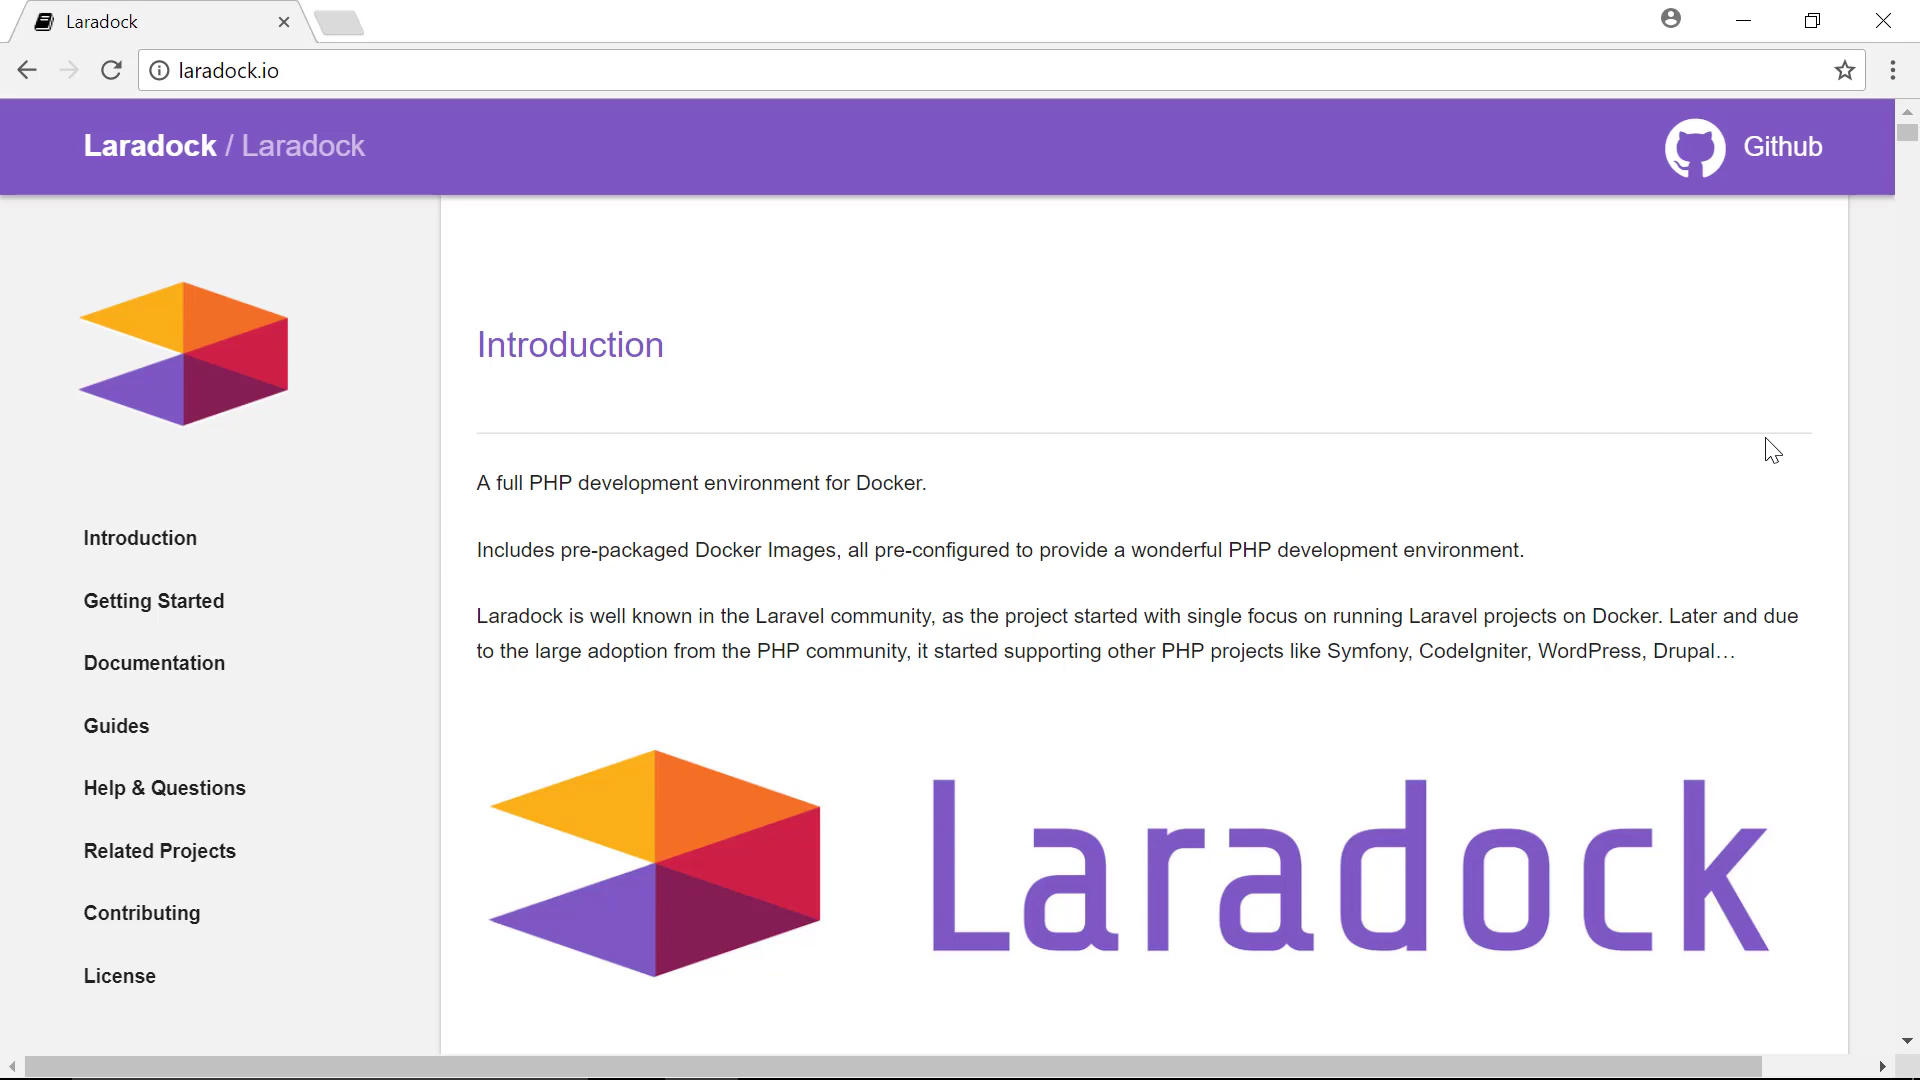 Laradock
laradock.io
Laradock / Laradock
Github
Introduction
Getting Started
Documentation
Guides
Help & Questions
Related Projects
Contributing
License
Introduction
A full PHP development environment for Docker.
Includes pre-packaged Docker Images, all pre-configured to provide a wonderful PHP development environment.
Laradock is well known in the Laravel community, as the project started with single focus on running Laravel projects on Docker. Later and due
to the large adoption from the PHP community, it started supporting other PHP projects like Symfony, CodeIgniter, WordPress, Drupal…
Laradock